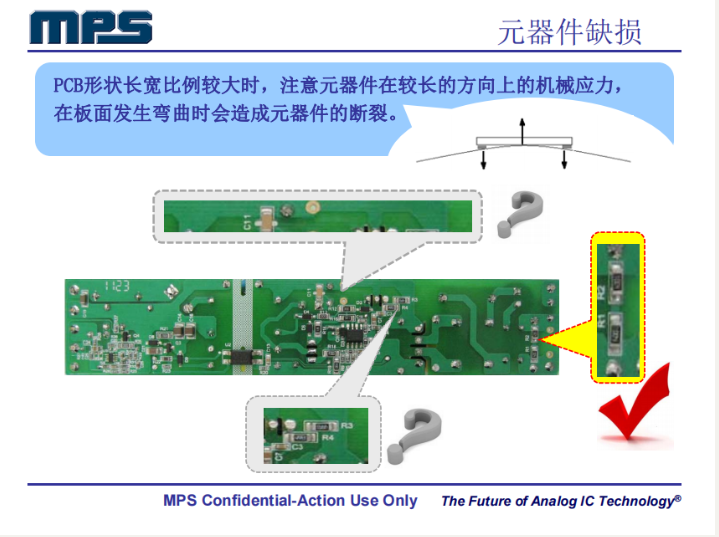 MPS
元器件缺损
PCB形状长宽比例较大时，注意元器件在较长的方向上的机械应力，
在板面发生弯曲时会造成元器件的断裂。
C11
R2
R1
1123
R3
R4
C3
MPS Confidential-Action Use Only
The Future of Analog IC Technology®